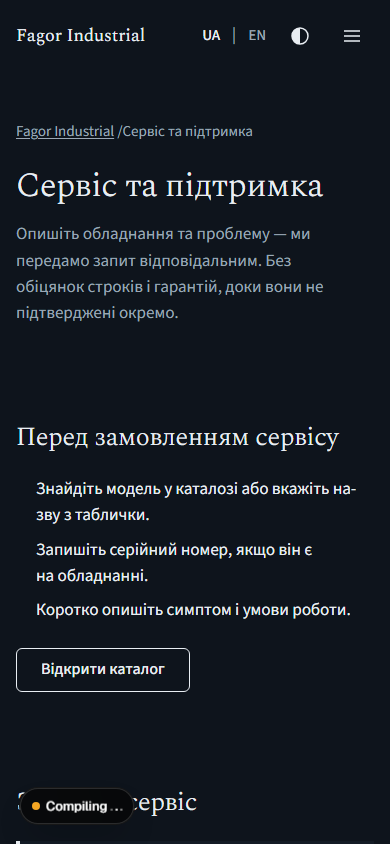 Fagor Industrial
UA | EN
Fagor Industrial /Сервіс та підтримка
Сервіс та підтримка
Опишіть обладнання та проблему — ми
передамо запит відповідальним. Без
обіцянок строків і гарантій, доки вони не
підтверджені окремо.
Перед замовленням сервісу
Знайдіть модель у каталозі або вкажіть на-
зву з таблички.
Запишіть серійний номер, якщо він є
на обладнанні.
Коротко опишіть симптом і умови роботи.
Відкрити каталог
сервіс
Compiling ...